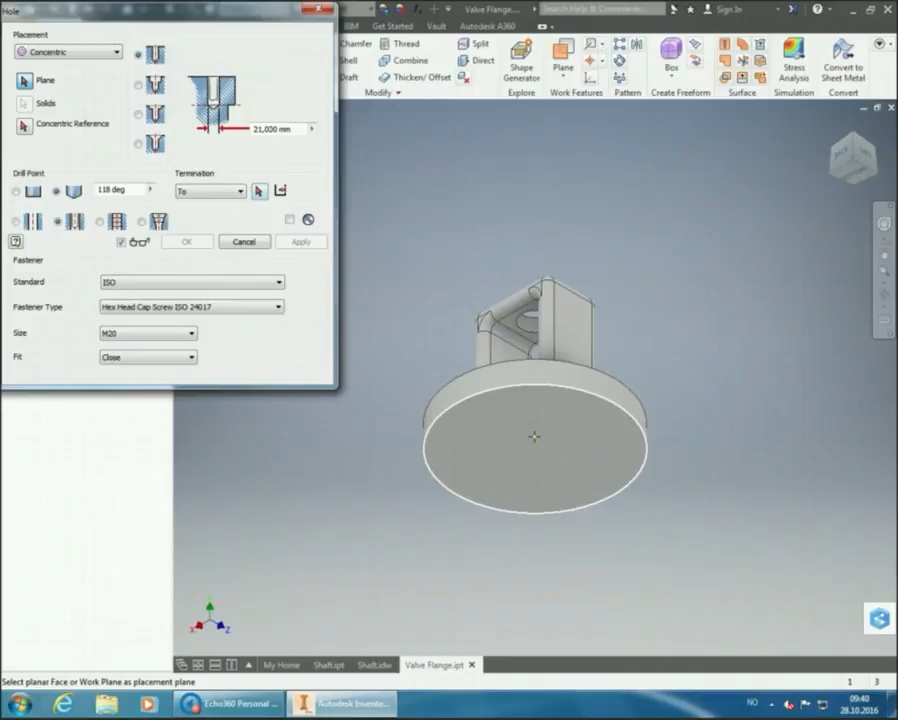 Hole
Valve Flange...
Search Help & Commands...
Sign In
BIM
Get Started
Vault
Autodesk A360
Placement
Concentric
Plane
Solids
Concentric Reference
21,000 mm
Chamfer
Thread
Split
Shell
Combine
Direct
Draft
Thicken/ Offset
Modify
Shape
Generator
Explore
Plane
Work Features
Pattern
Box
Create Freeform
Surface
Stress
Analysis
Simulation
Convert to
Sheet Metal
Convert
Drill Point
118 deg
Termination
To
OK
Cancel
Apply
Fastener
Standard
ISO
Fastener Type
Hex Head Cap Screw ISO 24017
Size
M20
Fit
Close
BACK
X
Z
My Home
Shaft.ipt
Shaft.idw
Valve Flange.ipt
Select planar Face or Work Plane as placement plane
1 3
Echo360 Personal ...
Autodesk Invento...
NO
09:40
28.10.2016